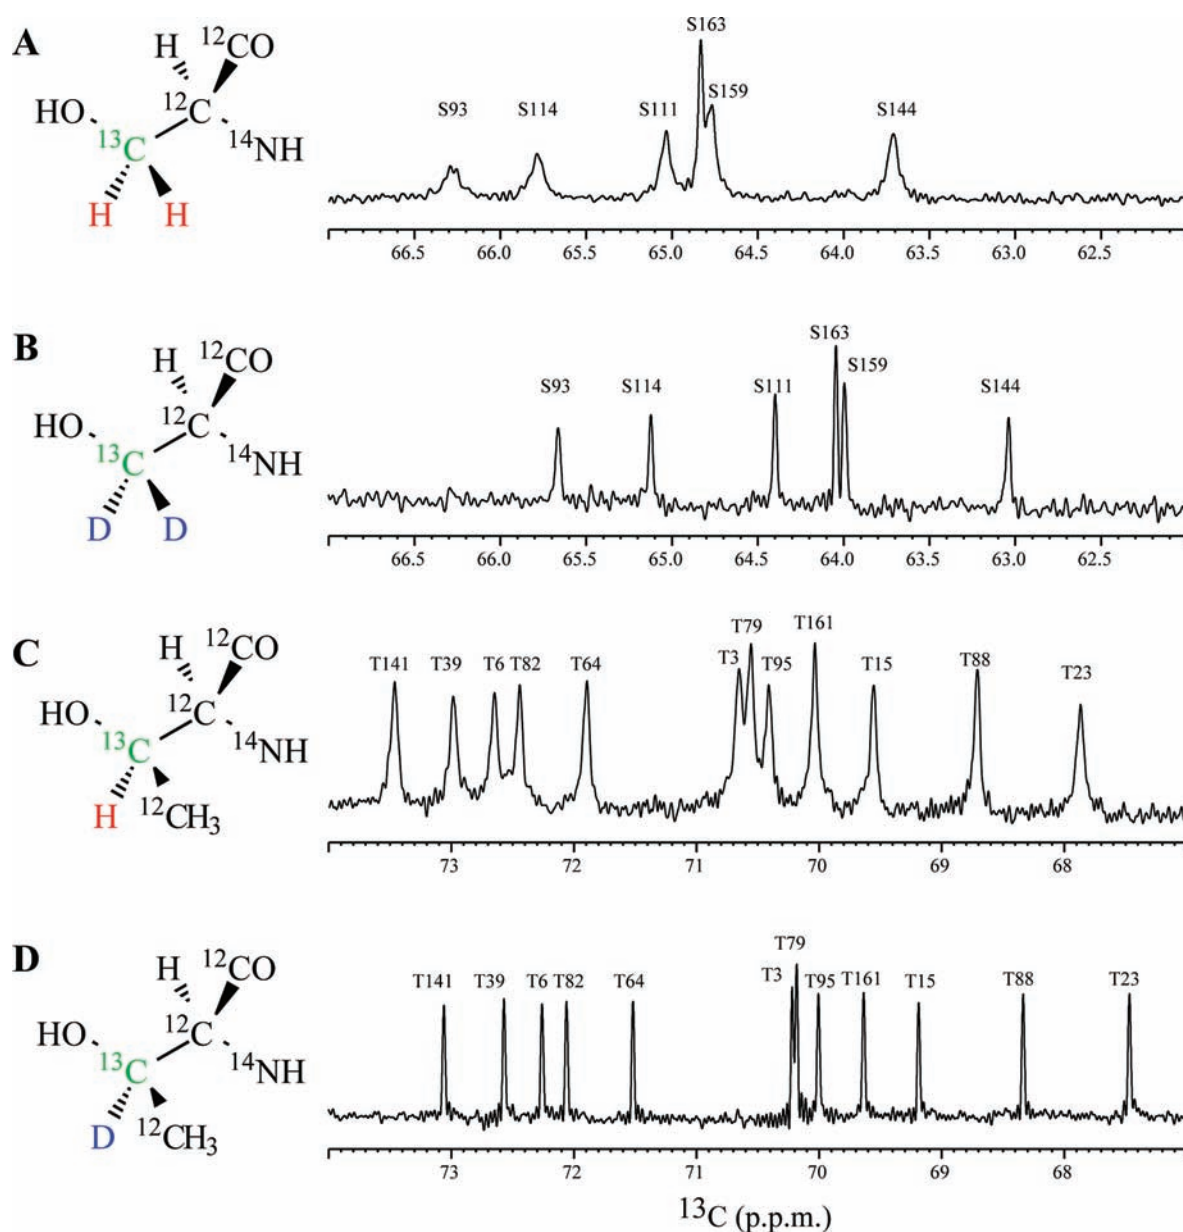 A
H ¹²CO
HO ¹²C
¹³C ¹⁴NH
H H
S93 S114 S111 S163 S159 S144
66.5 66.0 65.5 65.0 64.5 64.0 63.5 63.0 62.5
B
H ¹²CO
HO ¹²C
¹³C ¹⁴NH
D D
S93 S114 S111 S163 S159 S144
66.5 66.0 65.5 65.0 64.5 64.0 63.5 63.0 62.5
C
H ¹²CO
HO ¹²C
¹³C ¹⁴NH
H ¹²CH₃
T141 T39 T6 T82 T64 T3 T79 T95 T161 T15 T88 T23
73 72 71 70 69 68
D
H ¹²CO
HO ¹²C
¹³C ¹⁴NH
D ¹²CH₃
T141 T39 T6 T82 T64 T3 T79 T95 T161 T15 T88 T23
73 72 71 70 69 68
¹³C (p.p.m.)